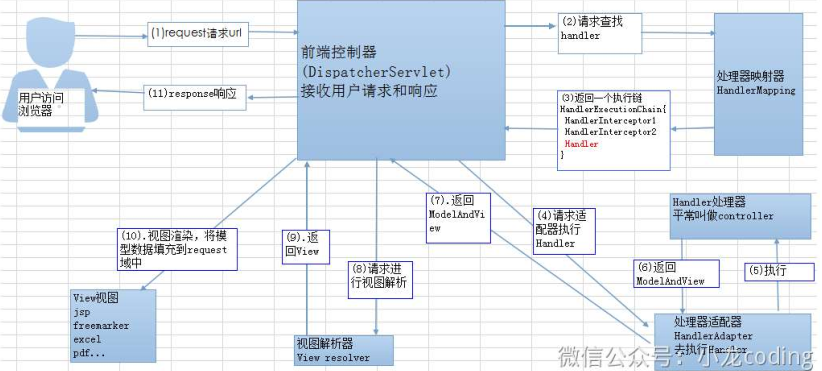 (1)request请求url
(2)请求查找
handler
前端控制器
(DispatcherServlet)
接收用户请求和响应
处理器映射器
HandlerMapping
用户访问
浏览器
(11)response响应
(3)返回一个执行链
HandlerExecutionChain{
HandlerInterceptor1
HandlerInterceptor2
Handler
}
(10).视图渲染，将模
型数据填充到request
域中
(9).返
回View
(8)请求进
行视图解析
(7).返回
ModelAndVi
ew
(4)请求适
配器执行
Handler
Handler处理器
平常叫做controller
(6)返回
ModelAndView
(5)执行
View视图
jsp
freemarker
excel
pdf...
视图解析器
View resolver
处理器适配器
HandlerAdapter
去执行Handler
微信公众号：小龙coding